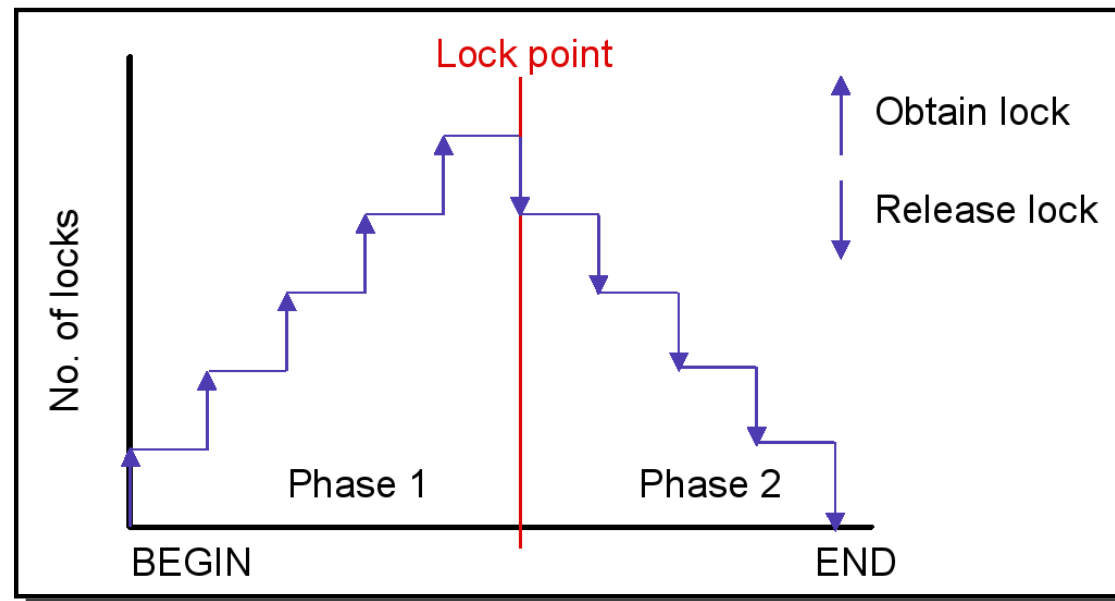 Lock point
Obtain lock
Release lock
No. of locks
Phase 1
Phase 2
BEGIN
END